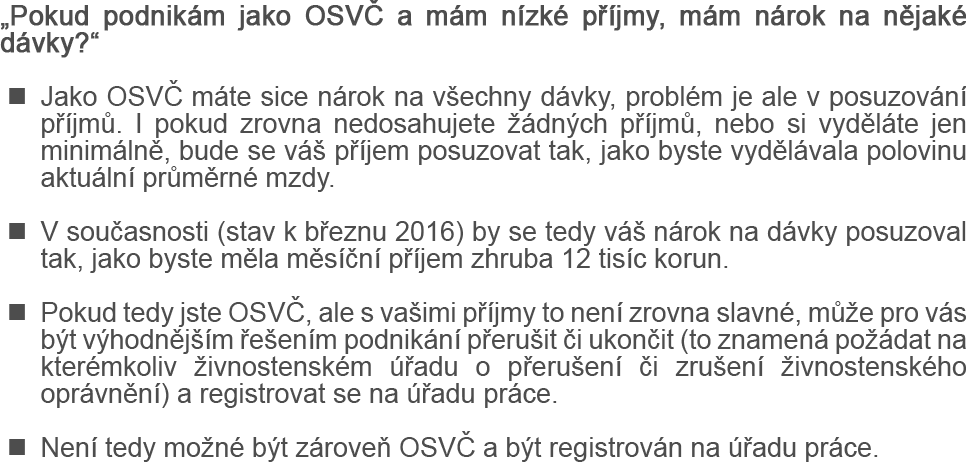 „Pokud podnikám jako OSVČ a mám nízké příjmy, mám nárok na nějaké
dávky?“
■ Jako OSVČ máte sice nárok na všechny dávky, problém je ale v posuzování
příjmů. I pokud zrovna nedosahujete žádných příjmů, nebo si vyděláte jen
minimálně, bude se váš příjem posuzovat tak, jako byste vydělávala polovinu
aktuální průměrné mzdy.
■ V současnosti (stav k březnu 2016) by se tedy váš nárok na dávky posuzoval
tak, jako byste měla měsíční příjem zhruba 12 tisíc korun.
■ Pokud tedy jste OSVČ, ale s vašimi příjmy to není zrovna slavné, může pro vás
být výhodnějším řešením podnikání přerušit či ukončit (to znamená požádat na
kterémkoliv živnostenském úřadu o přerušení či zrušení živnostenského
oprávnění) a registrovat se na úřadu práce.
■ Není tedy možné být zároveň OSVČ a být registrován na úřadu práce.